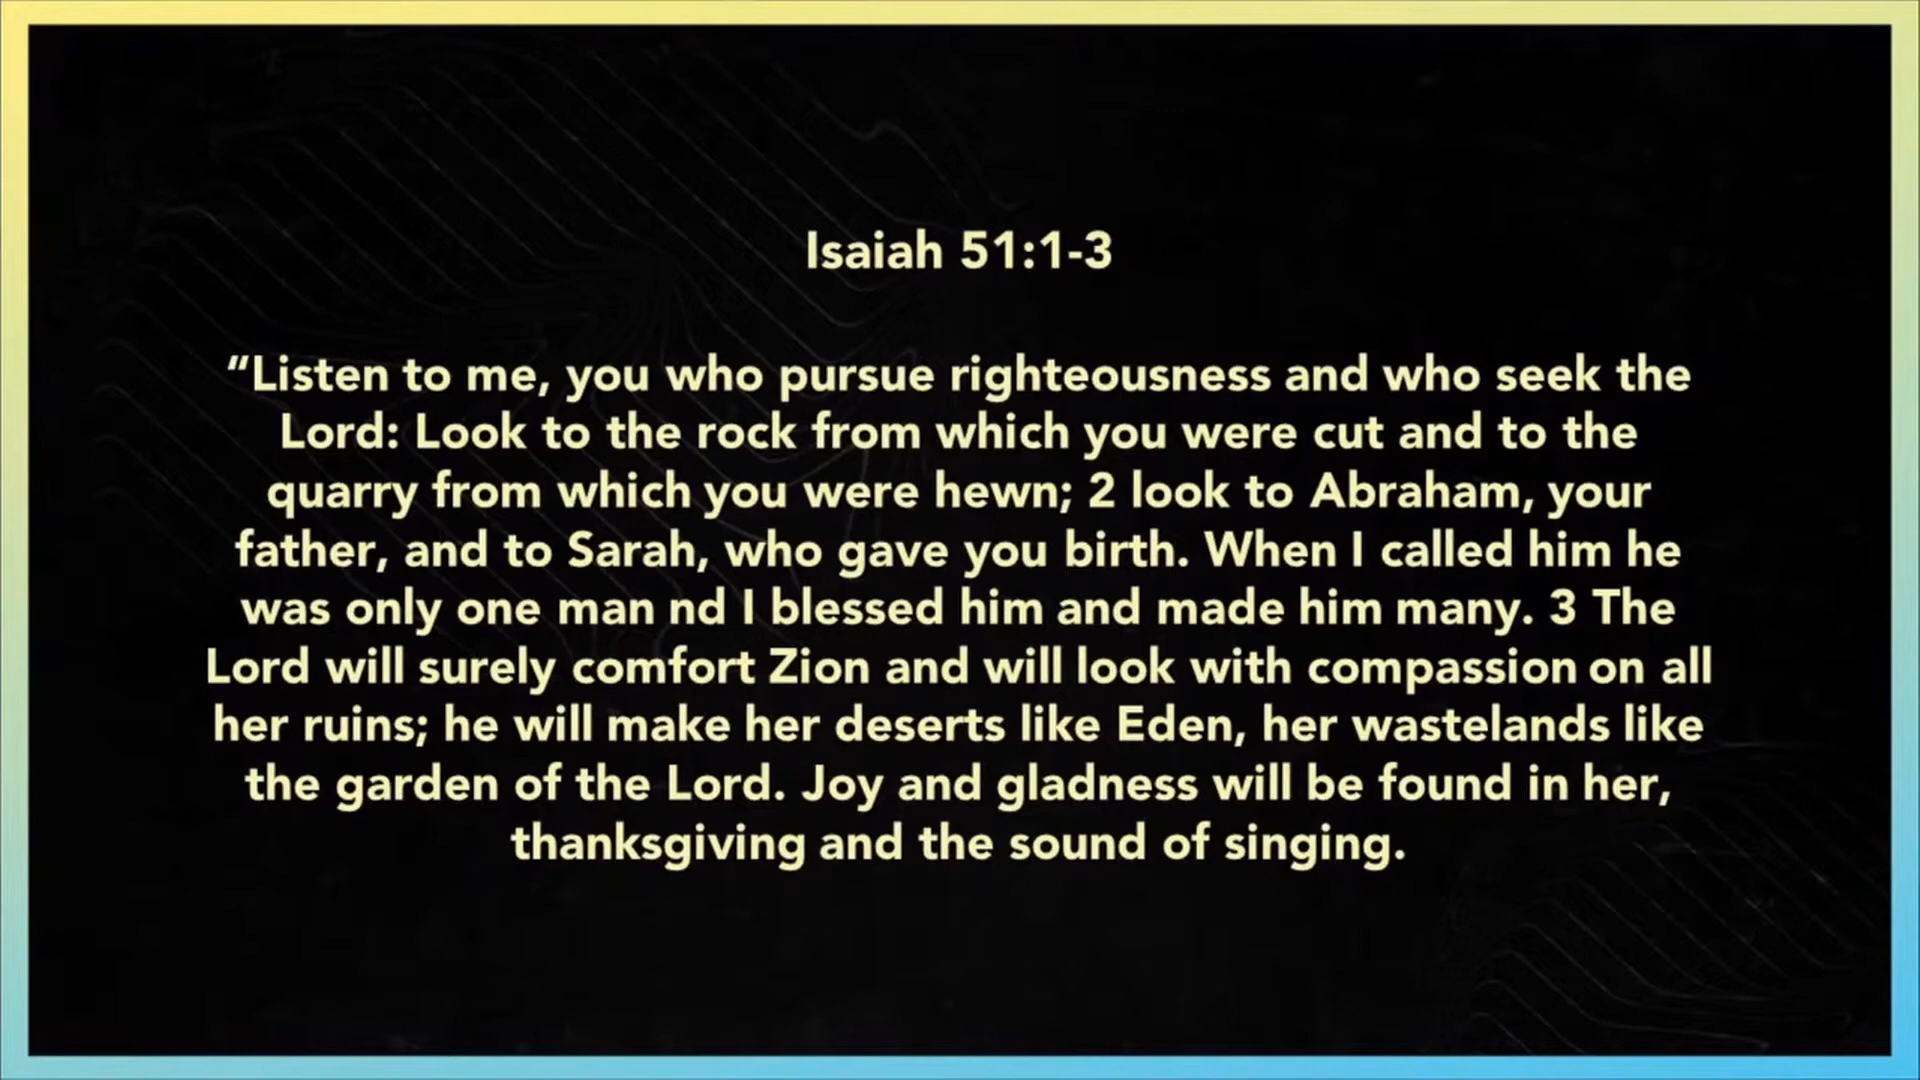 Isaiah 51:1-3
“Listen to me, you who pursue righteousness and who seek the
Lord: Look to the rock from which you were cut and to the
quarry from which you were hewn; 2 look to Abraham, your
father, and to Sarah, who gave you birth. When I called him he
was only one man nd I blessed him and made him many. 3 The
Lord will surely comfort Zion and will look with compassion on all
her ruins; he will make her deserts like Eden, her wastelands like
the garden of the Lord. Joy and gladness will be found in her,
thanksgiving and the sound of singing.